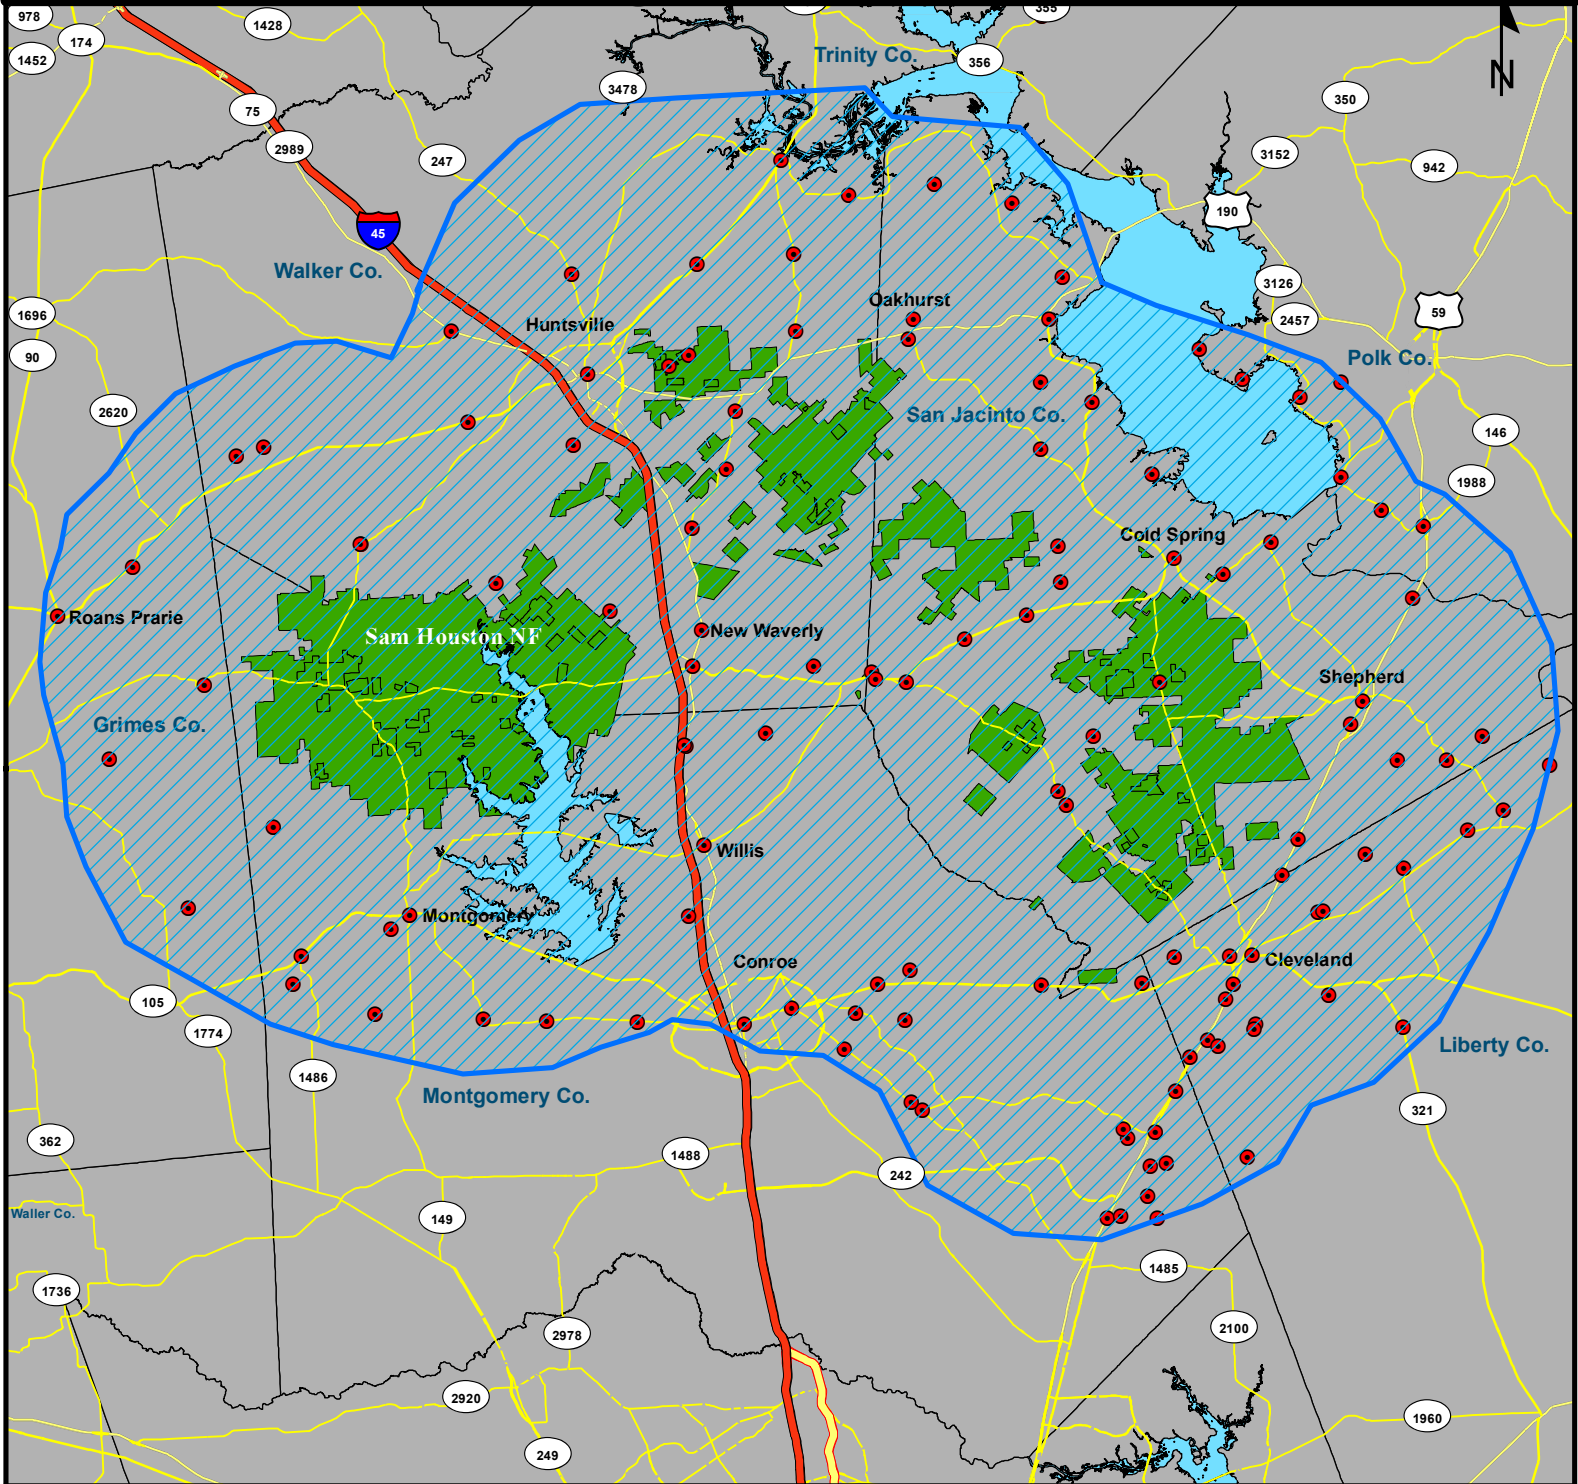 978
1428
355
174
1452
Trinity Co.
356
3478
N
75
350
2989
247
3152
942
190
45
Walker Co.
3126
Oakhurst
1696
59
2457
Huntsville
90
Polk Co.
2620
San Jacinto Co.
146
1988
Cold Spring
Roans Prarie
Sam Houston NF
New Waverly
Shepherd
Grimes Co.
Willis
Montgomery
Conroe
Cleveland
105
1774
Liberty Co.
1486
Montgomery Co.
321
362
1488
242
Waller Co.
149
1485
1736
2978
2100
2920
1960
249